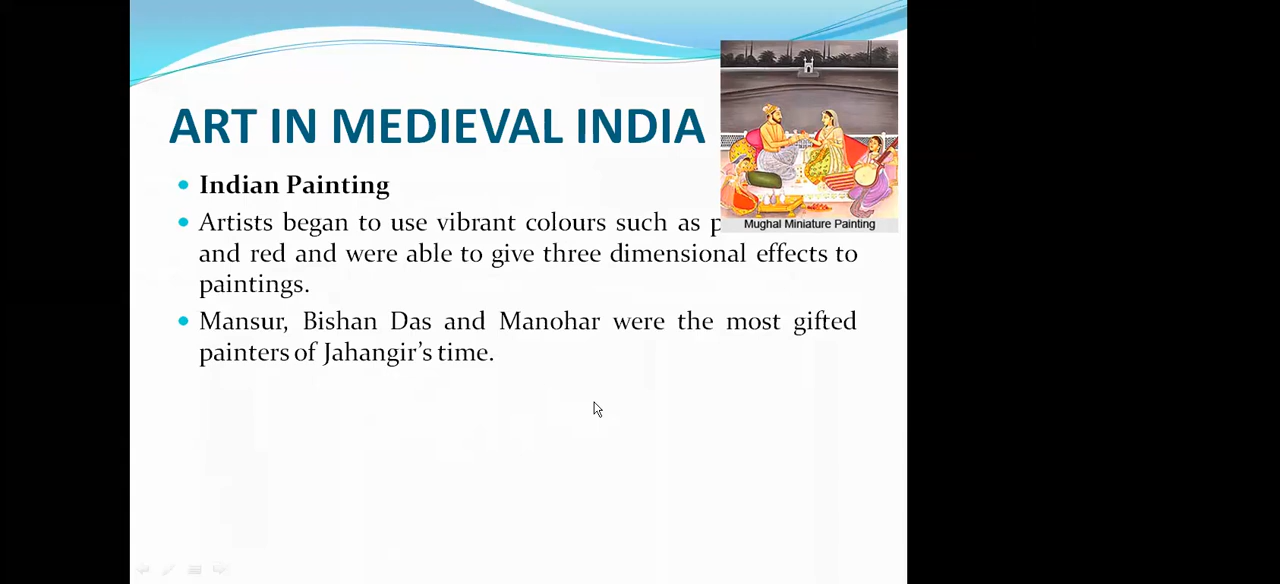 ART IN MEDIEVAL INDIA
Mughal Miniature Painting
Indian Painting
Artists began to use vibrant colours such as
and red and were able to give three dimensional effects to
paintings.
Mansur, Bishan Das and Manohar were the most gifted
painters of Jahangir's time.